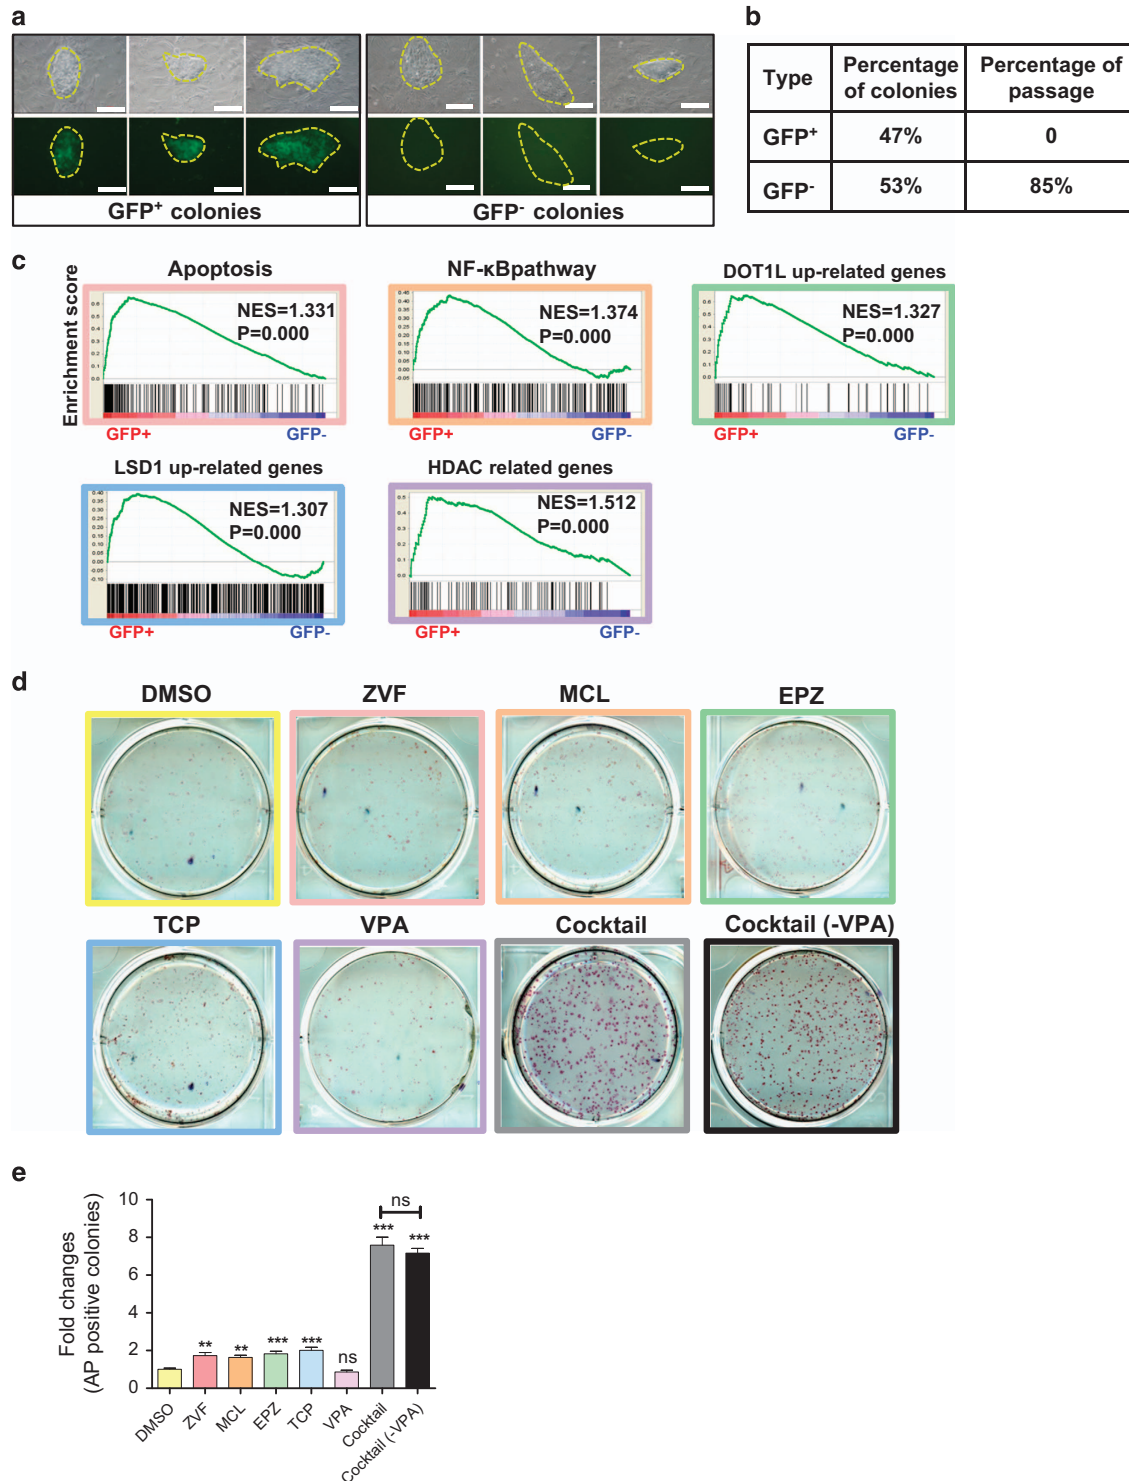 a
GFP+ colonies
GFP- colonies
b
Type
Percentage of colonies
Percentage of passage
GFP+
47%
0
GFP-
53%
85%
c
Enrichment score
Apoptosis
NES=1.331
P=0.000
GFP+
GFP-
NF-κBpathway
NES=1.374
P=0.000
GFP+
GFP-
DOT1L up-related genes
NES=1.327
P=0.000
GFP+
GFP-
LSD1 up-related genes
NES=1.307
P=0.000
GFP+
GFP-
HDAC related genes
NES=1.512
P=0.000
GFP+
GFP-
d
DMSO
ZVF
MCL
EPZ
TCP
VPA
Cocktail
Cocktail (-VPA)
e
Fold changes
(AP positive colonies)
10
8
6
4
2
0
**
**
***
***
ns
***
ns
***
DMSO
ZVF
MCL
EPZ
TCP
VPA
Cocktail
Cocktail (-VPA)